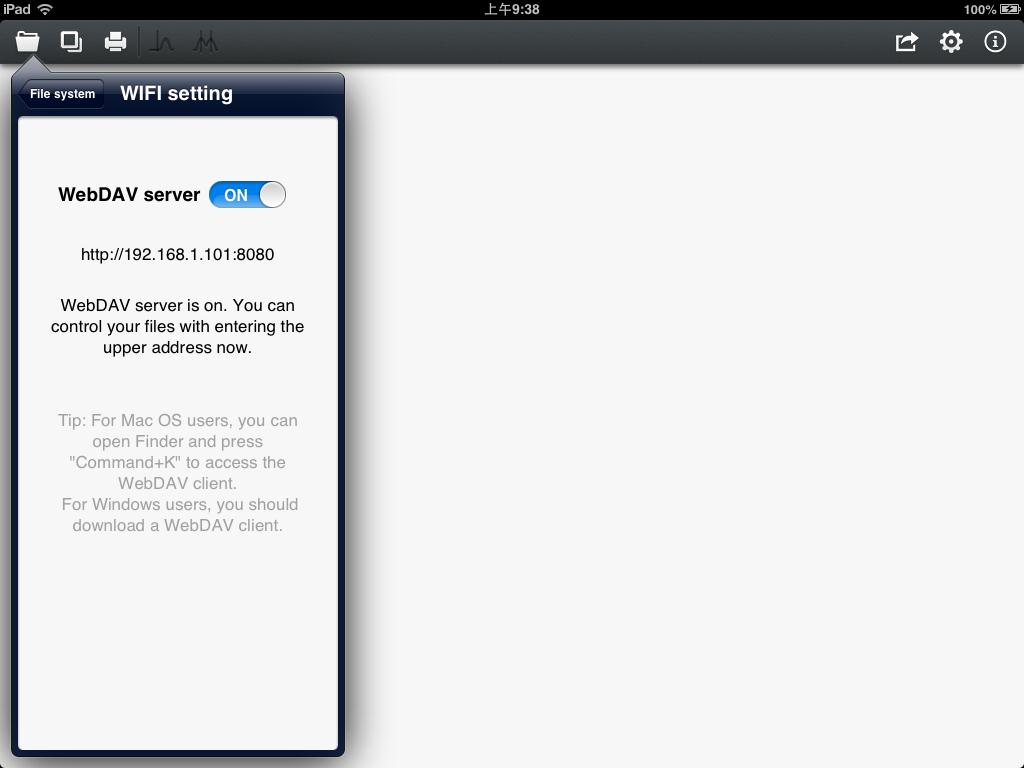 iPad 上午9:38 100%
File system WIFI setting
WebDAV server ON
http://192.168.1.101:8080
WebDAV server is on. You can
control your files with entering the
upper address now.
Tip: For Mac OS users, you can
open Finder and press
"Command+K" to access the
WebDAV client.
For Windows users, you should
download a WebDAV client.